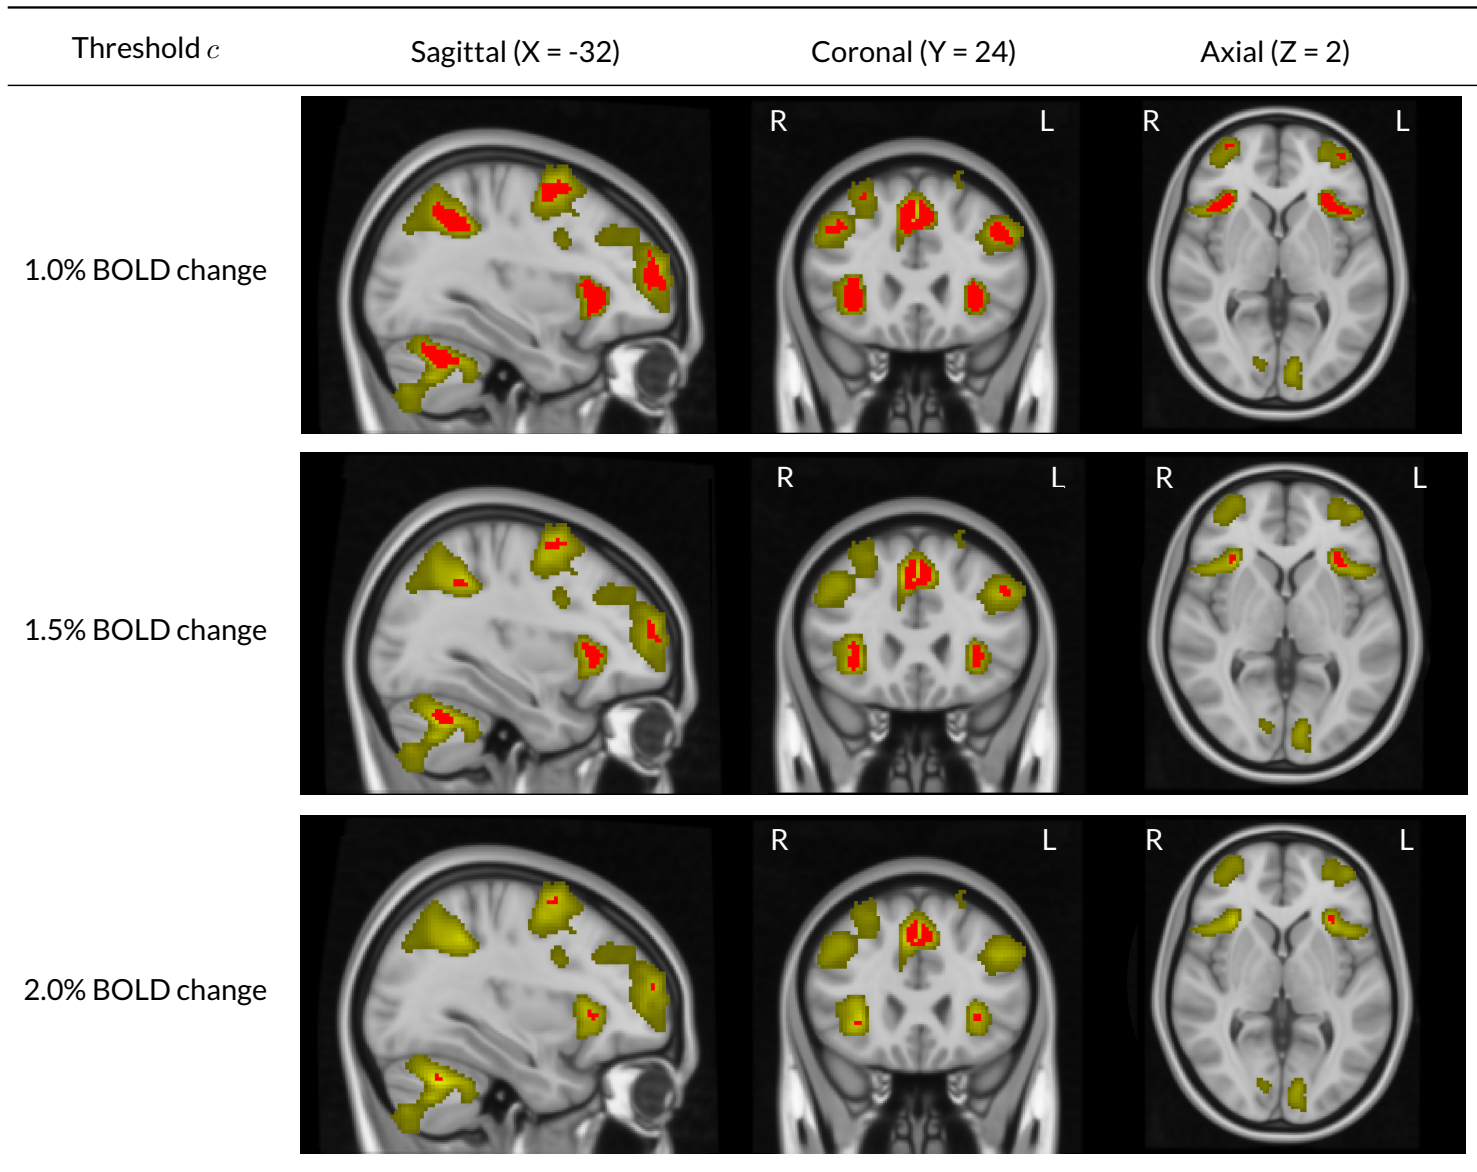 Threshold c Sagittal (X = -32) Coronal (Y = 24) Axial (Z = 2)
R L R L
1.0% BOLD change
R L R L
1.5% BOLD change
R L R L
2.0% BOLD change